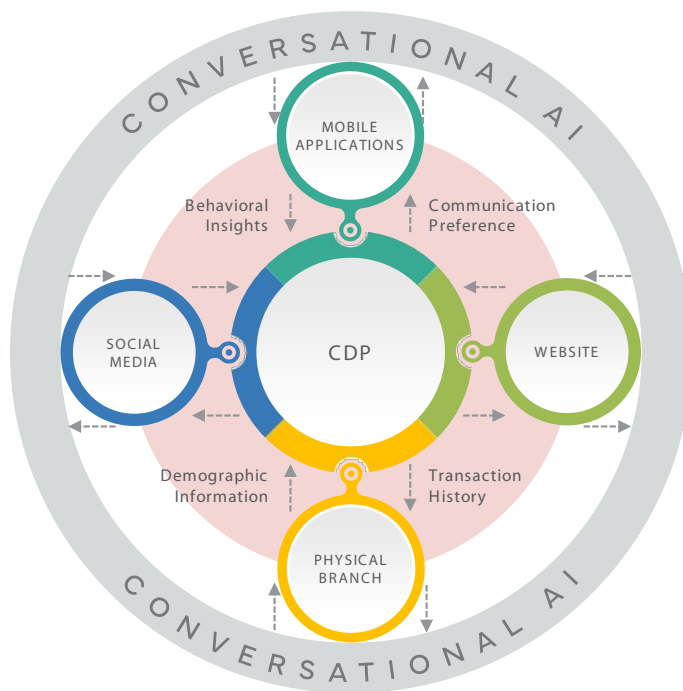 CONVERSATIONAL AI
MOBILE
APPLICATIONS
Behavioral
Insights
Communication
Preference
SOCIAL
MEDIA
CDP
WEBSITE
Demographic
Information
Transaction
History
PHYSICAL
BRANCH
CONVERSATIONAL AI